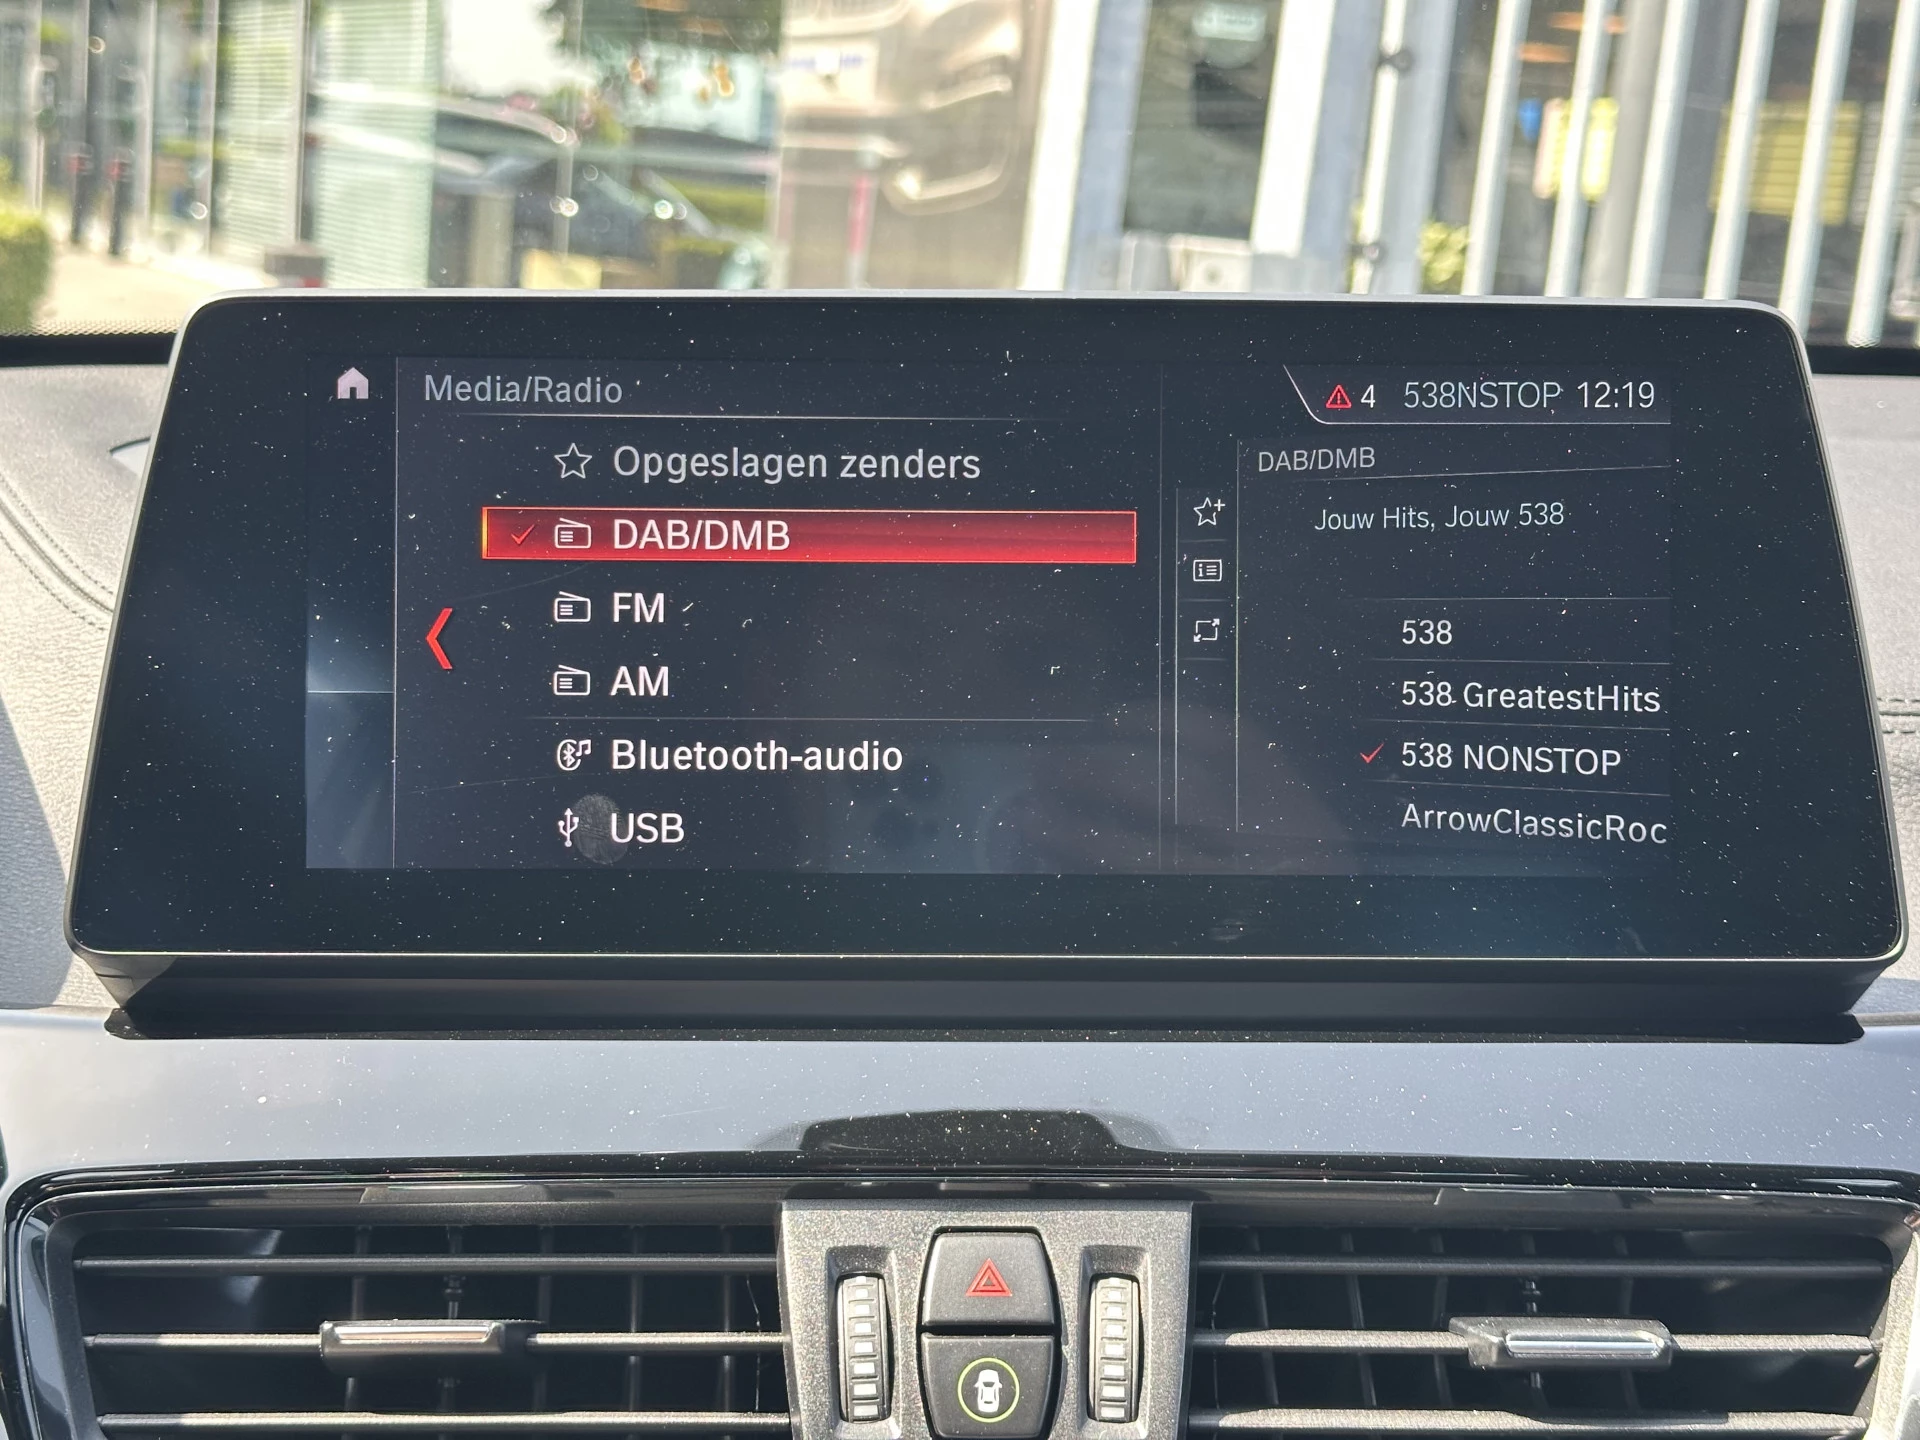 Media/Radio
4 538NSTOP 12:19
Opgeslagen zenders
DAB/DMB
FM
AM
Bluetooth-audio
USB
DAB/DMB
Jouw Hits, Jouw 538
538
538 GreatestHits
538 NONSTOP
ArrowClassicRoc